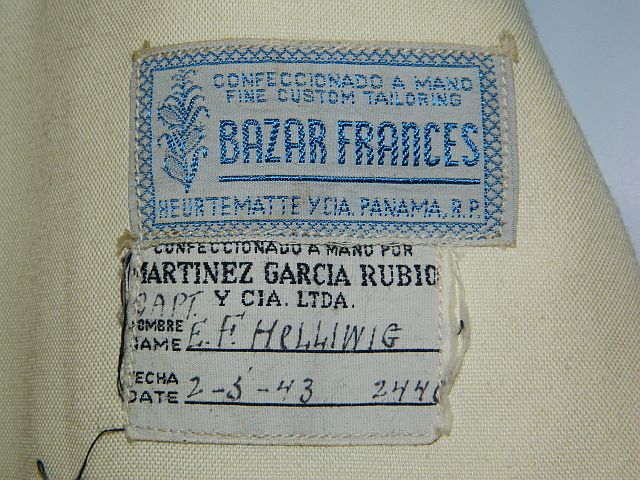 CONFECCIONADO A MANO
FINE CUSTOM TAILORING
BAZAR FRANCES
HEURTEMATTE Y CIA. PANAMA, R.P.
CONFECCIONADO A MANO POR
MARTINEZ GARCIA RUBIO
CAPT. Y CIA. LTDA.
NOMBRE
NAME E. F. HELLIWIG
FECHA
DATE 2-5-43 2440